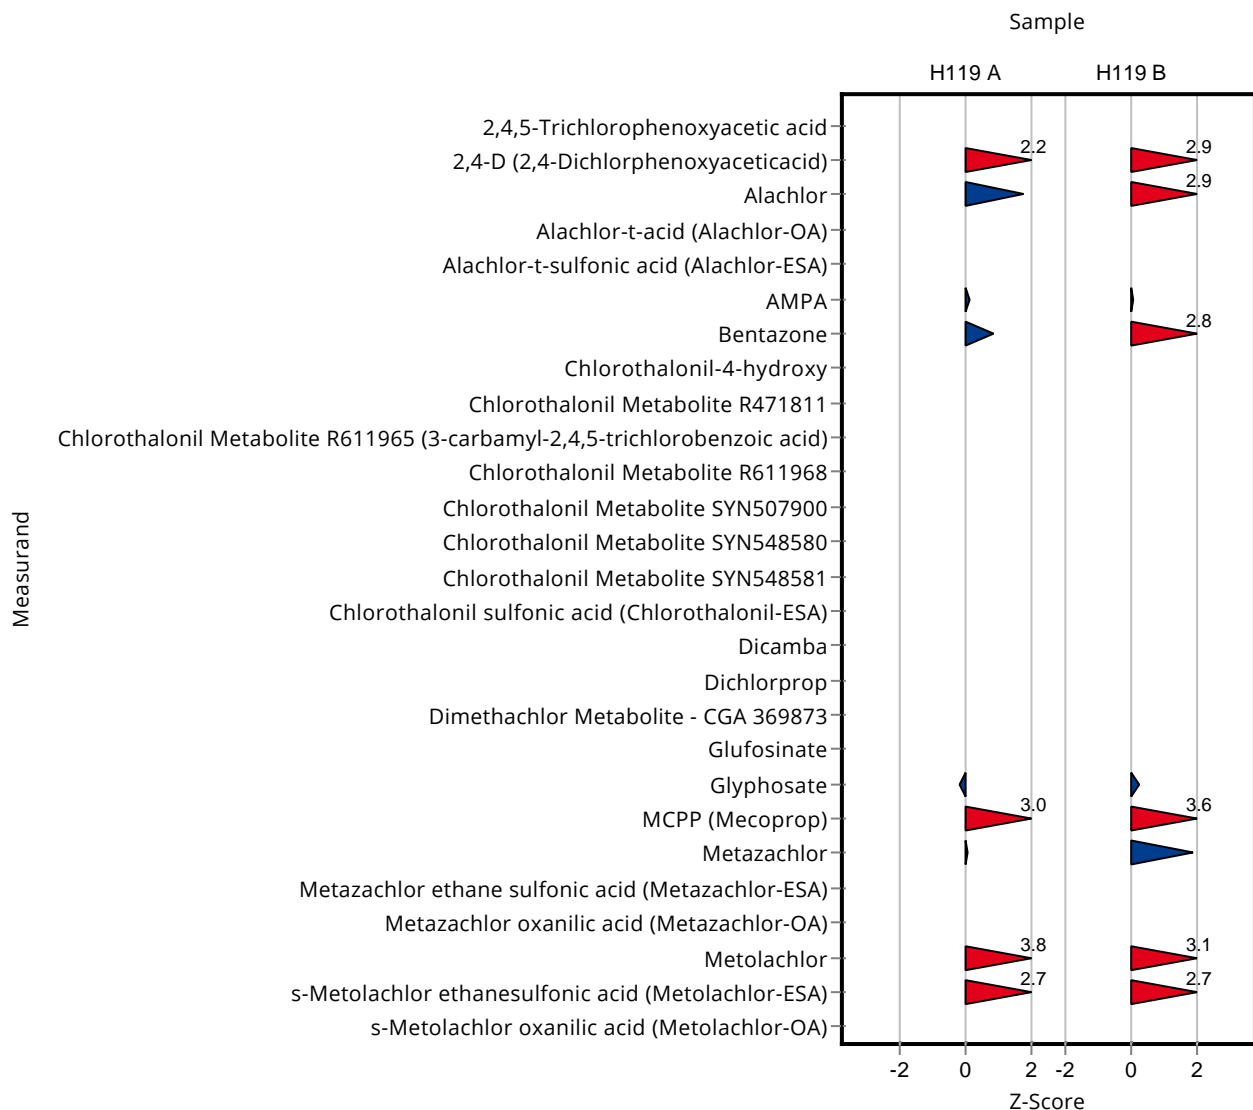 Sample
H119 A H119 B
2,4,5-Trichlorophenoxyacetic acid
2,4-D (2,4-Dichlorphenoxyaceticacid) 2.2 2.9
Alachlor 2.9
Alachlor-t-acid (Alachlor-OA)
Alachlor-t-sulfonic acid (Alachlor-ESA)
AMPA
Bentazone 2.8
Chlorothalonil-4-hydroxy
Chlorothalonil Metabolite R471811
Chlorothalonil Metabolite R611965 (3-carbamyl-2,4,5-trichlorobenzoic acid)
Chlorothalonil Metabolite R611968
Chlorothalonil Metabolite SYN507900
Chlorothalonil Metabolite SYN548580
Chlorothalonil Metabolite SYN548581
Chlorothalonil sulfonic acid (Chlorothalonil-ESA)
Dicamba
Dichlorprop
Dimethachlor Metabolite - CGA 369873
Glufosinate
Glyphosate
MCPP (Mecoprop) 3.0 3.6
Metazachlor
Metazachlor ethane sulfonic acid (Metazachlor-ESA)
Metazachlor oxanilic acid (Metazachlor-OA)
Metolachlor 3.8 3.1
s-Metolachlor ethanesulfonic acid (Metolachlor-ESA) 2.7 2.7
s-Metolachlor oxanilic acid (Metolachlor-OA)
-2 0 2 -2 0 2
Z-Score
Measurand